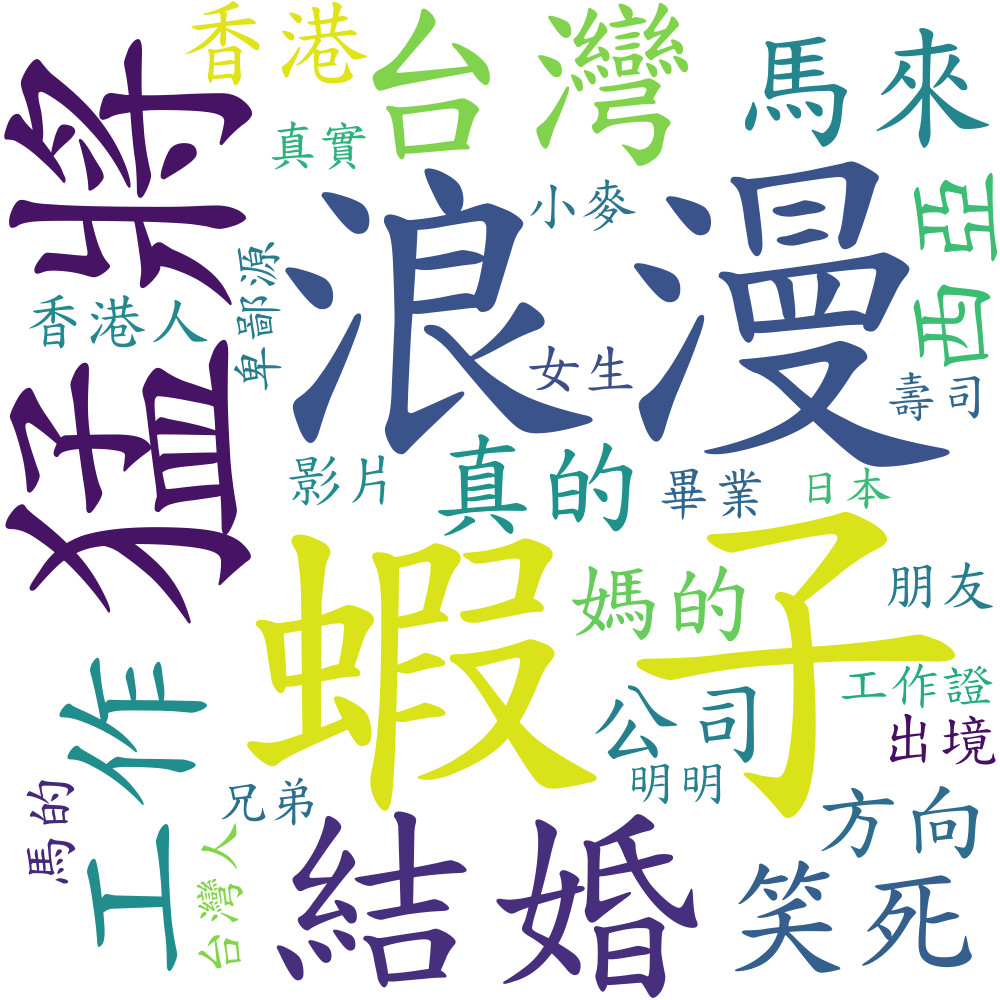 香港
台灣
馬來
猛將
真實
浪漫
小麥
西亞
卑鄙源
香港人
女生
壽司
影片
真的
畢業
日本
蝦子
媽的
朋友
工作
公司
工作證
出境
明明
馬的
兄弟
結婚
方向
台灣人
笑死